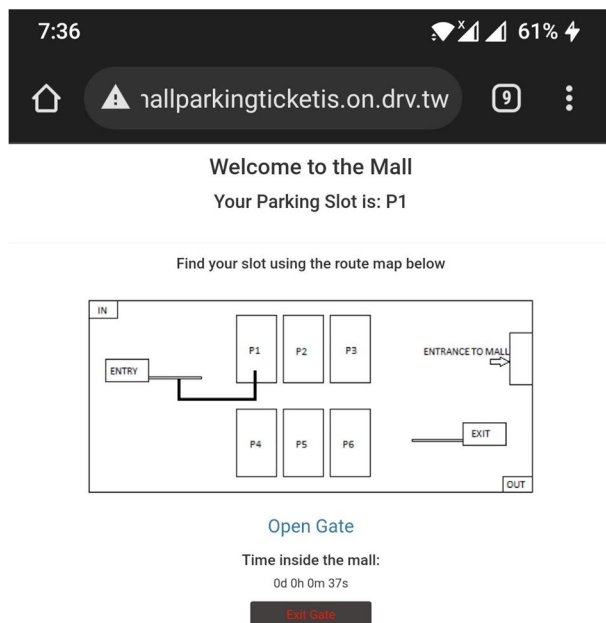 7:36
x 61%
nallparkingticketis.on.drv.tw 9
Welcome to the Mall
Your Parking Slot is: P1
Find your slot using the route map below
IN
P1 P2 P3
ENTRANCE TO MALL
ENTRY
P4 P5 P6
EXIT
OUT
Open Gate
Time inside the mall:
0d 0h 0m 37s
Exit Gate